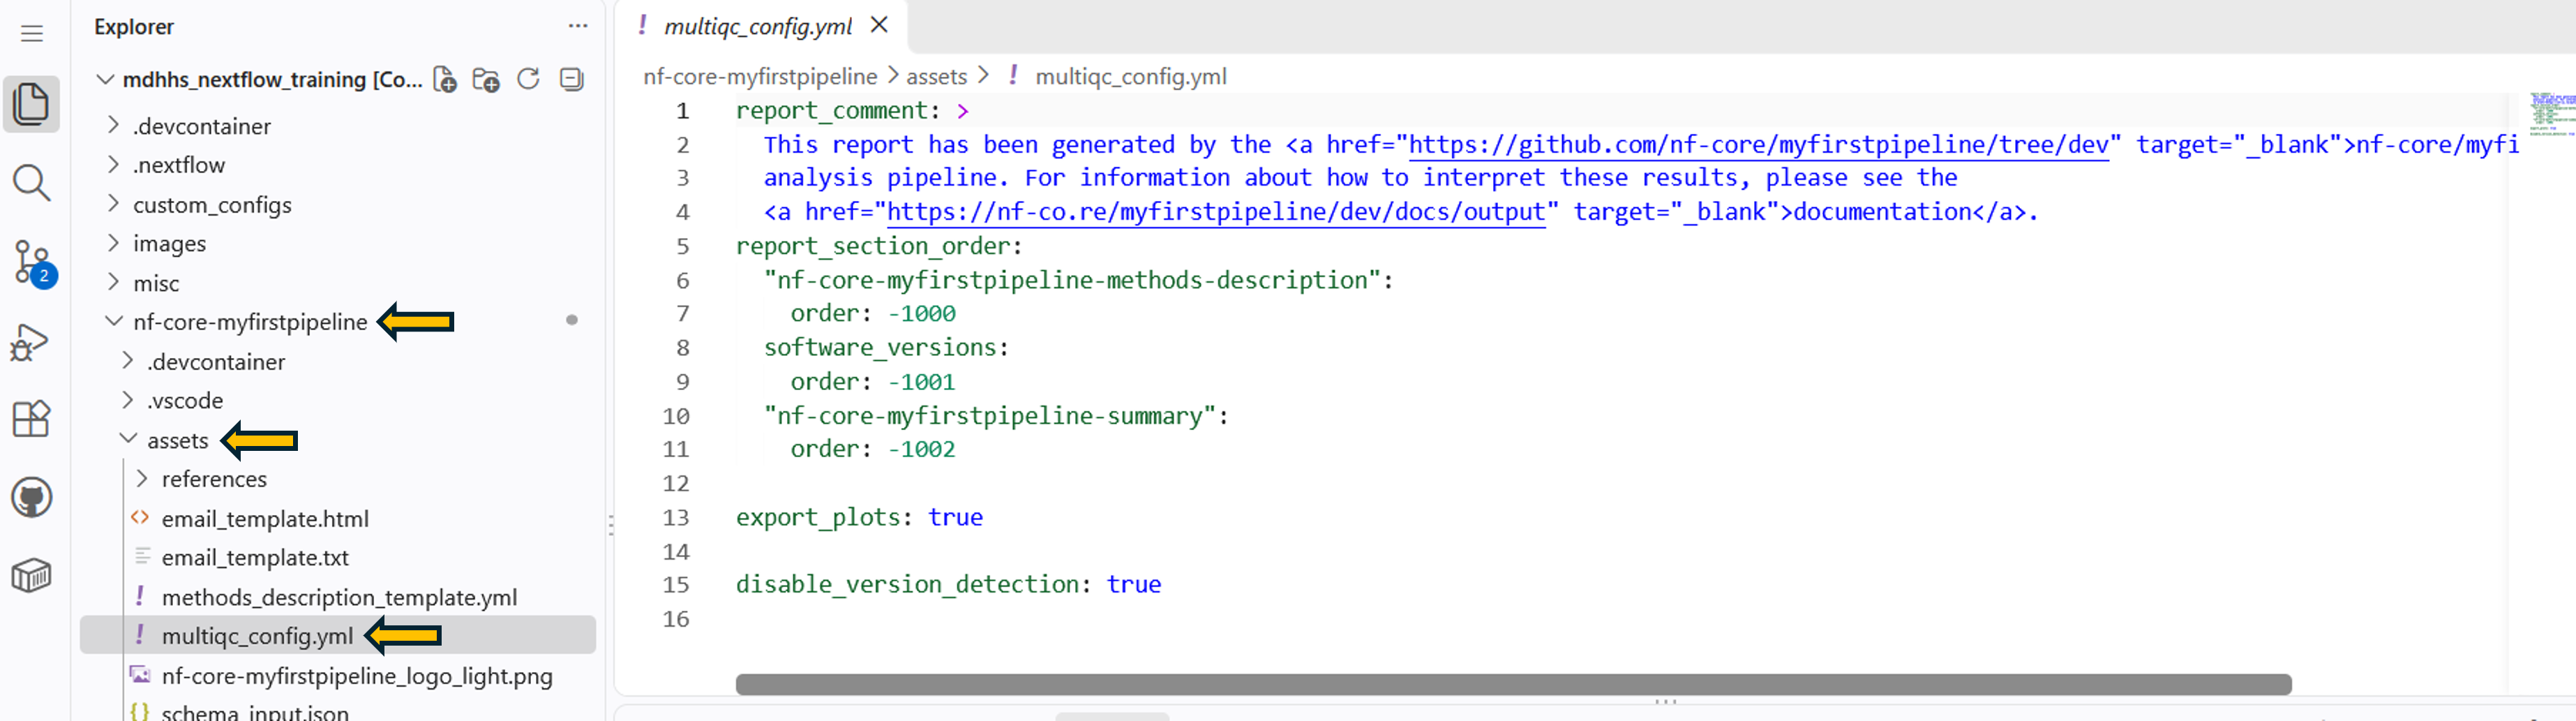 Explorer
mdhhs_nextflow_training [Co...
.devcontainer
.nextflow
custom_configs
images
misc
nf-core-myfirstpipeline
.devcontainer
.vscode
assets
references
email_template.html
email_template.txt
methods_description_template.yml
multiqc_config.yml
nf-core-myfirstpipeline_logo_light.png
schema_input.json
2
! multiqc_config.yml
nf-core-myfirstpipeline > assets > ! multiqc_config.yml
1 report_comment: >
2 This report has been generated by the <a href="https://github.com/nf-core/myfirstpipeline/tree/dev" target="_blank">nf-core/myfi
3 analysis pipeline. For information about how to interpret these results, please see the
4 <a href="https://nf-co.re/myfirstpipeline/dev/docs/output" target="_blank">documentation</a>.
5 report_section_order:
6 "nf-core-myfirstpipeline-methods-description":
7 order: -1000
8 software_versions:
9 order: -1001
10 "nf-core-myfirstpipeline-summary":
11 order: -1002
12
13 export_plots: true
14
15 disable_version_detection: true
16